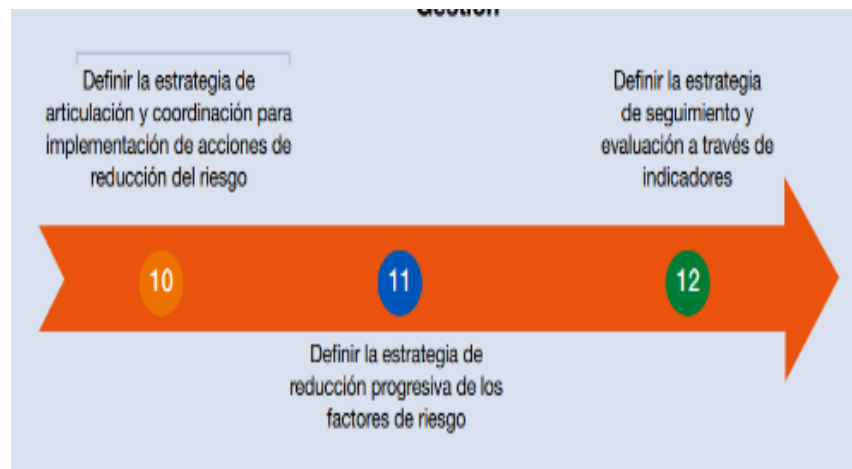 Gestión
Definir la estrategia de
articulación y coordinación para
implementación de acciones de
reducción del riesgo
Definir la estrategia
de seguimiento y
evaluación a través de
indicadores
10
11
12
Definir la estrategia de
reducción progresiva de los
factores de riesgo